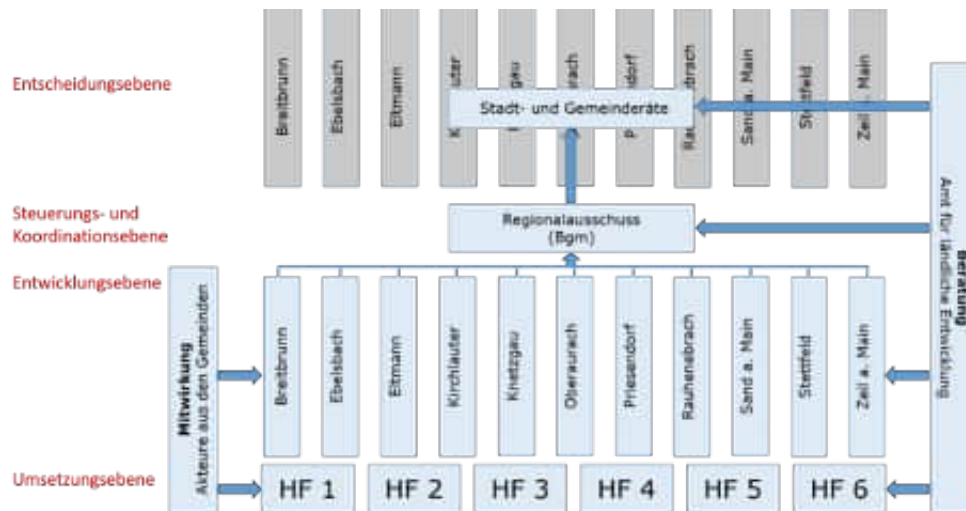 Entscheidungsebene
Breitbrunn
Ebelsbach
Eltmann
Sand a. Main
Zeil a. Main
Stadt- und Gemeinderäte
Steuerungs- und
Koordinationsebene
Regionalausschuss
(Bgm)
Entwicklungsebene
Mitwirkung
Akteure aus den Gemeinden
Breitbrunn
Ebelsbach
Eltmann
Kirchlauter
Knetzgau
Oberaurach
Priesendorf
Rauhenebrach
Sand a. Main
Stettfeld
Zeil a. Main
Beratung
Amt für ländliche Entwicklung
Umsetzungsebene
HF 1
HF 2
HF 3
HF 4
HF 5
HF 6